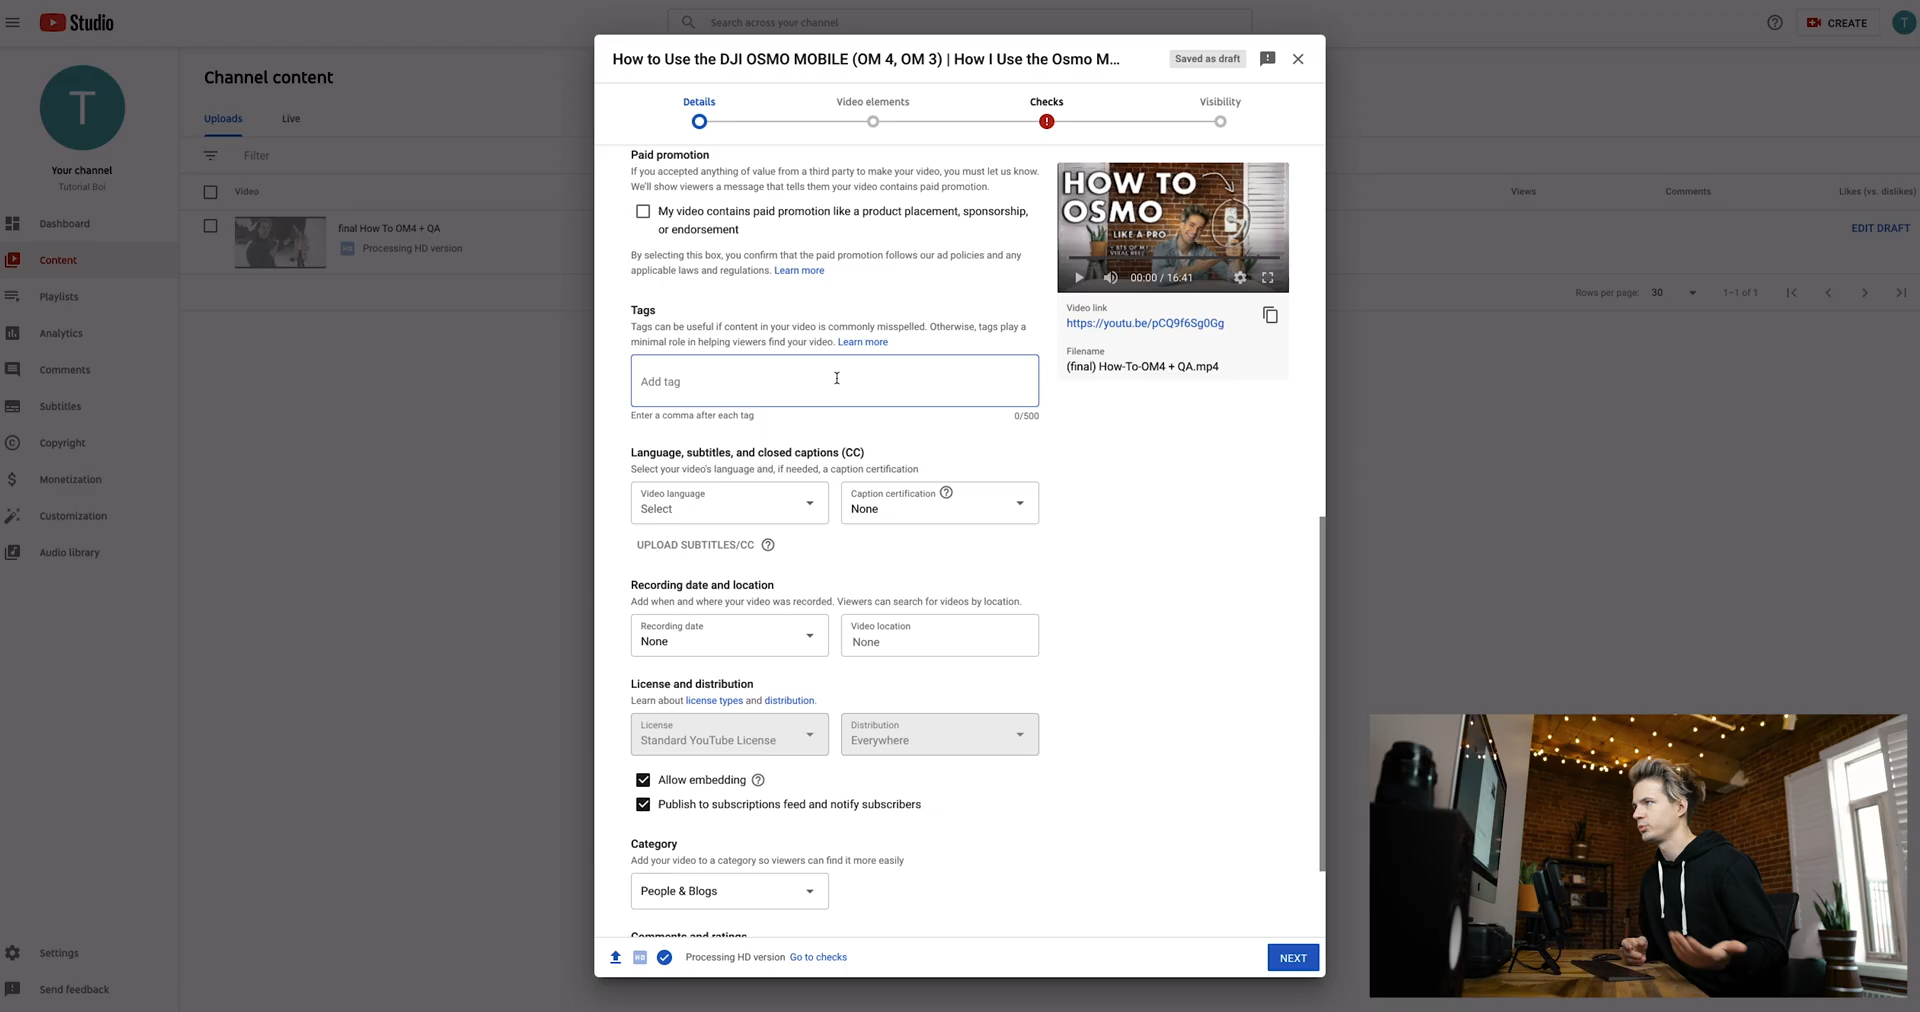 Studio
Search across your channel
CREATE
T
T
Your channel
Tutorial Boi
Dashboard
Content
Playlists
Analytics
Comments
Subtitles
Copyright
Monetization
Customization
Audio library
Settings
Send feedback
Channel content
Uploads
Live
Filter
Video
Views
Comments
Likes (vs. dislikes)
final How To OM4 + QA
HD Processing HD version
EDIT DRAFT
Rows per page: 30
1–1 of 1
How to Use the DJI OSMO MOBILE (OM 4, OM 3) | How I Use the Osmo M...
Saved as draft
Details
Video elements
Checks
Visibility
Paid promotion
If you accepted anything of value from a third party to make your video, you must let us know.
We'll show viewers a message that tells them your video contains paid promotion.
My video contains paid promotion like a product placement, sponsorship,
or endorsement
By selecting this box, you confirm that the paid promotion follows our ad policies and any
applicable laws and regulations. Learn more
Tags
Tags can be useful if content in your video is commonly misspelled. Otherwise, tags play a
minimal role in helping viewers find your video. Learn more
Add tag
Enter a comma after each tag
0/500
Language, subtitles, and closed captions (CC)
Select your video's language and, if needed, a caption certification
Video language
Select
Caption certification
None
UPLOAD SUBTITLES/CC
Recording date and location
Add when and where your video was recorded. Viewers can search for videos by location.
Recording date
None
Video location
None
License and distribution
Learn about license types and distribution.
License
Standard YouTube License
Distribution
Everywhere
Allow embedding
Publish to subscriptions feed and notify subscribers
Category
Add your video to a category so viewers can find it more easily
People & Blogs
Comments and ratings
HOW TO
OSMO
LIKE A PRO
00:00 / 16:41
Video link
https://youtu.be/pCQ9f6Sg0Gg
Filename
(final) How-To-OM4 + QA.mp4
HD
Processing HD version Go to checks
NEXT